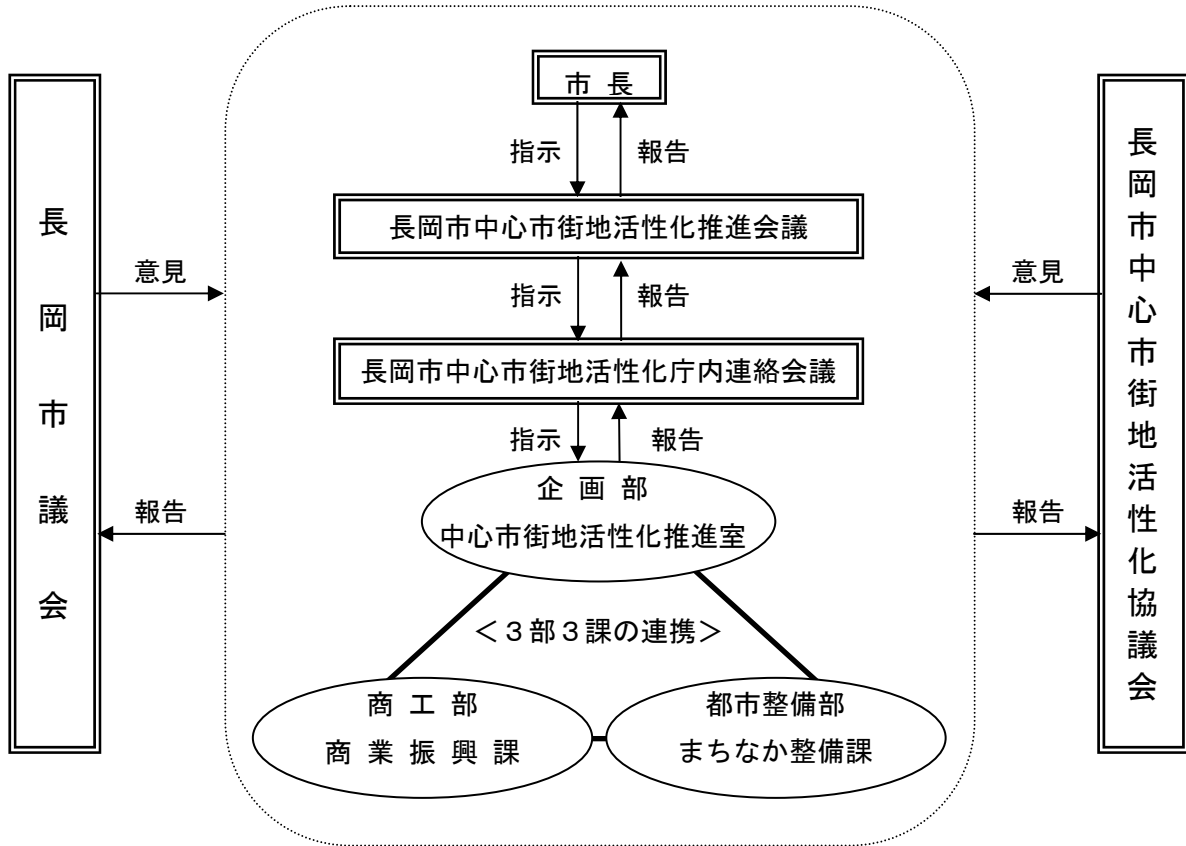 市 長
指示
報告
長岡市中心市街地活性化推進会議
指示
報告
長岡市中心市街地活性化庁内連絡会議
指示
報告
企 画 部
中心市街地活性化推進室
＜３部３課の連携＞
商 工 部
商 業 振 興 課
都市整備部
まちなか整備課
長岡市議会
意見
報告
長岡市中心市街地活性化協議会
意見
報告